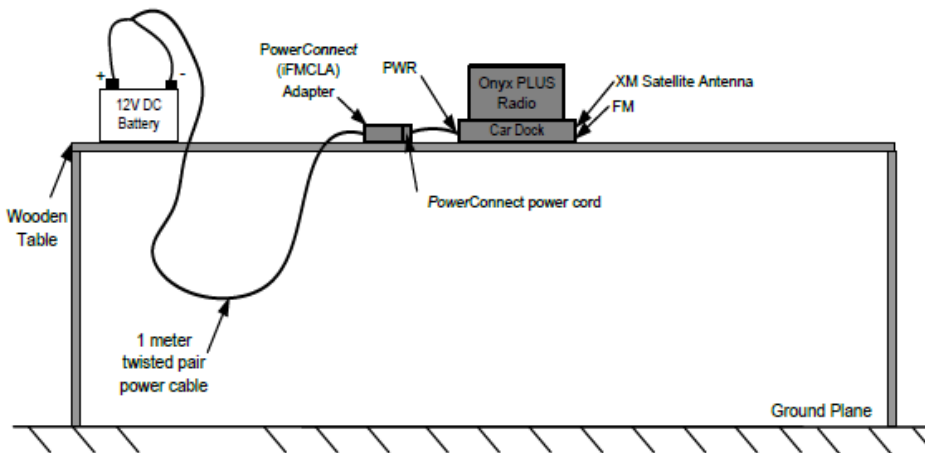 PowerConnect
(iFMCLA)
Adapter
PWR
Onyx PLUS
Radio
XM Satellite Antenna
FM
Car Dock
+
-
12V DC
Battery
PowerConnect power cord
Wooden
Table
1 meter
twisted pair
power cable
Ground Plane